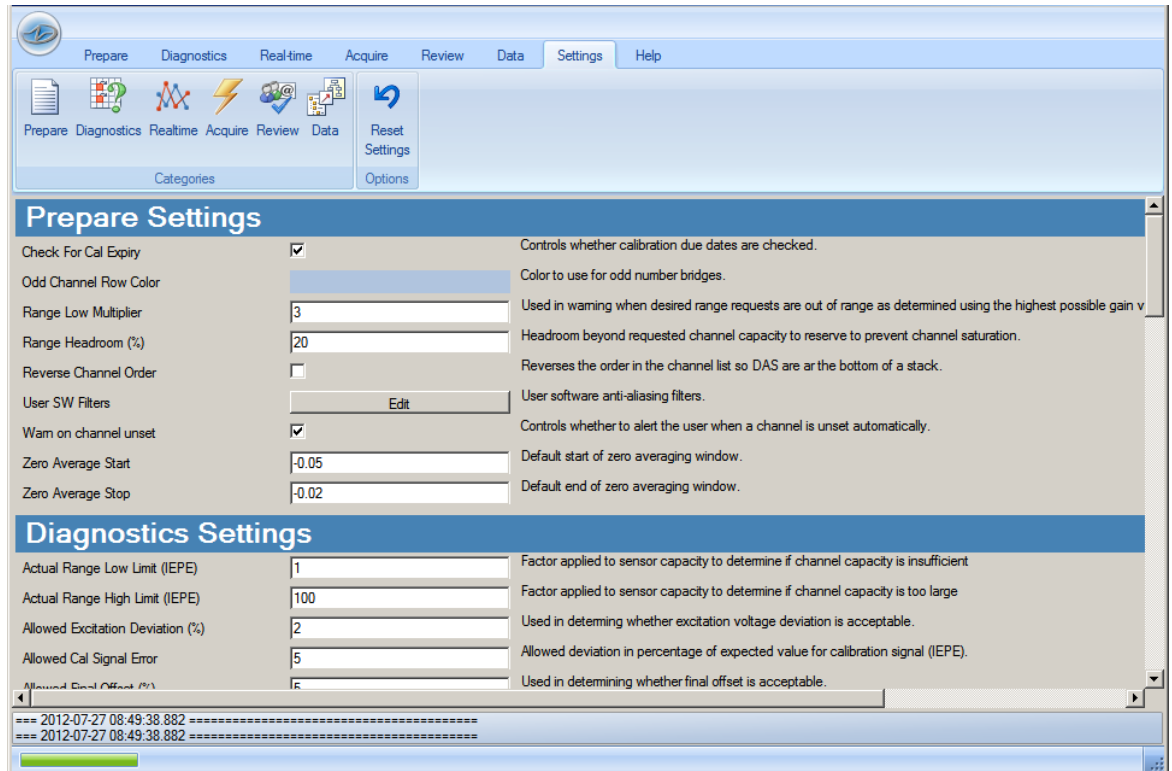 Prepare Diagnostics Real-time Acquire Review Data Settings Help
Prepare Diagnostics Realtime Acquire Review Data Reset
Settings
Categories Options
Prepare Settings
Check For Cal Expiry Controls whether calibration due dates are checked.
Odd Channel Row Color Color to use for odd number bridges.
Range Low Multiplier 3 Used in warning when desired range requests are out of range as determined using the highest possible gain v
Range Headroom (%) 20 Headroom beyond requested channel capacity to reserve to prevent channel saturation.
Reverse Channel Order Reverses the order in the channel list so DAS are ar the bottom of a stack.
User SW Filters Edit User software anti-aliasing filters.
Warn on channel unset Controls whether to alert the user when a channel is unset automatically.
Zero Average Start -0.05 Default start of zero averaging window.
Zero Average Stop -0.02 Default end of zero averaging window.
Diagnostics Settings
Actual Range Low Limit (IEPE) 1 Factor applied to sensor capacity to determine if channel capacity is insufficient
Actual Range High Limit (IEPE) 100 Factor applied to sensor capacity to determine if channel capacity is too large
Allowed Excitation Deviation (%) 2 Used in determing whether excitation voltage deviation is acceptable.
Allowed Cal Signal Error 5 Allowed deviation in percentage of expected value for calibration signal (IEPE).
Allowed Final Offset (%) 5 Used in determining whether final offset is acceptable.
=== 2012-07-27 08:49:38.882 ========================================
=== 2012-07-27 08:49:38.882 ========================================